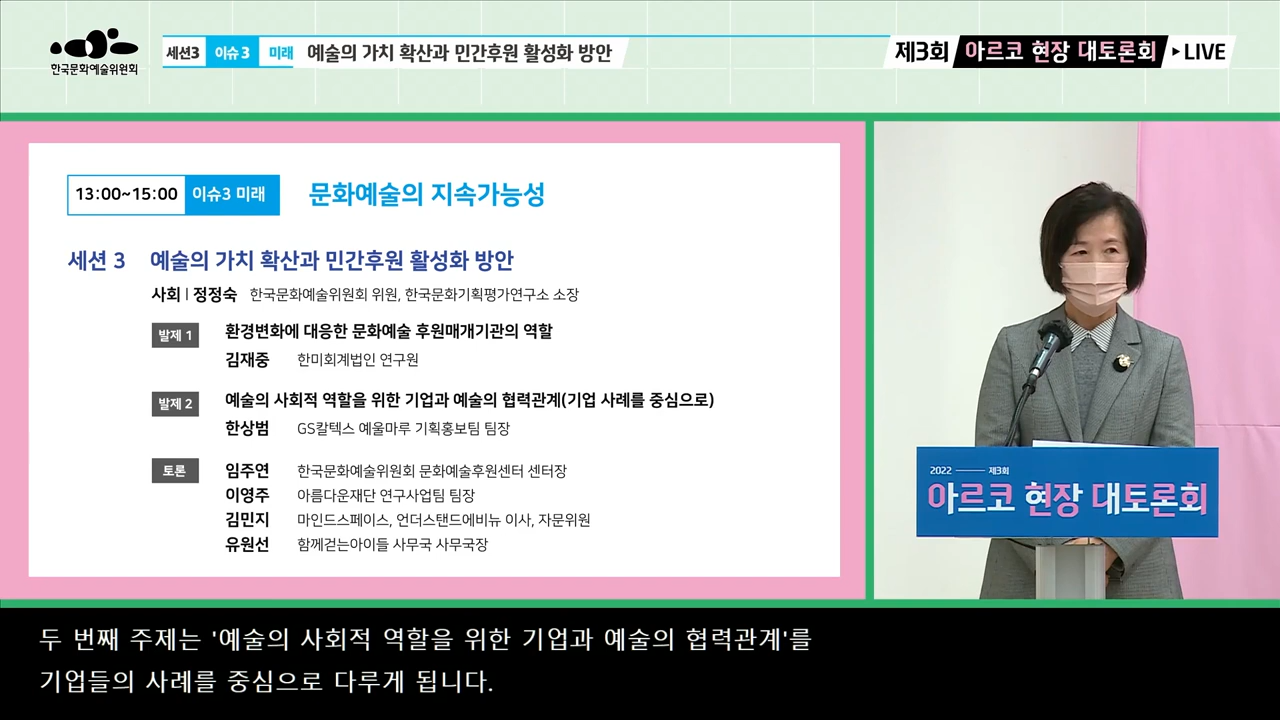 한국문화예술위원회
세션3 이슈 3 미래 예술의 가치 확산과 민간후원 활성화 방안
제3회 아르코 현장 대토론회 ▸LIVE
13:00~15:00 이슈3 미래 문화예술의 지속가능성
세션 3 예술의 가치 확산과 민간후원 활성화 방안
사회 | 정정숙 한국문화예술위원회 위원, 한국문화기획평가연구소 소장
발제 1 환경변화에 대응한 문화예술 후원매개기관의 역할
김재중 한미회계법인 연구원
발제 2 예술의 사회적 역할을 위한 기업과 예술의 협력관계(기업 사례를 중심으로)
한상범 GS칼텍스 예울마루 기획홍보팀 팀장
토론 임주연 한국문화예술위원회 문화예술후원센터 센터장
이영주 아름다운재단 연구사업팀 팀장
김민지 마인드스페이스, 언더스탠드에비뉴 이사, 자문위원
유원선 함께걷는아이들 사무국 사무국장
2022 제3회
아르코 현장 대토론회
두 번째 주제는 '예술의 사회적 역할을 위한 기업과 예술의 협력관계'를
기업들의 사례를 중심으로 다루게 됩니다.